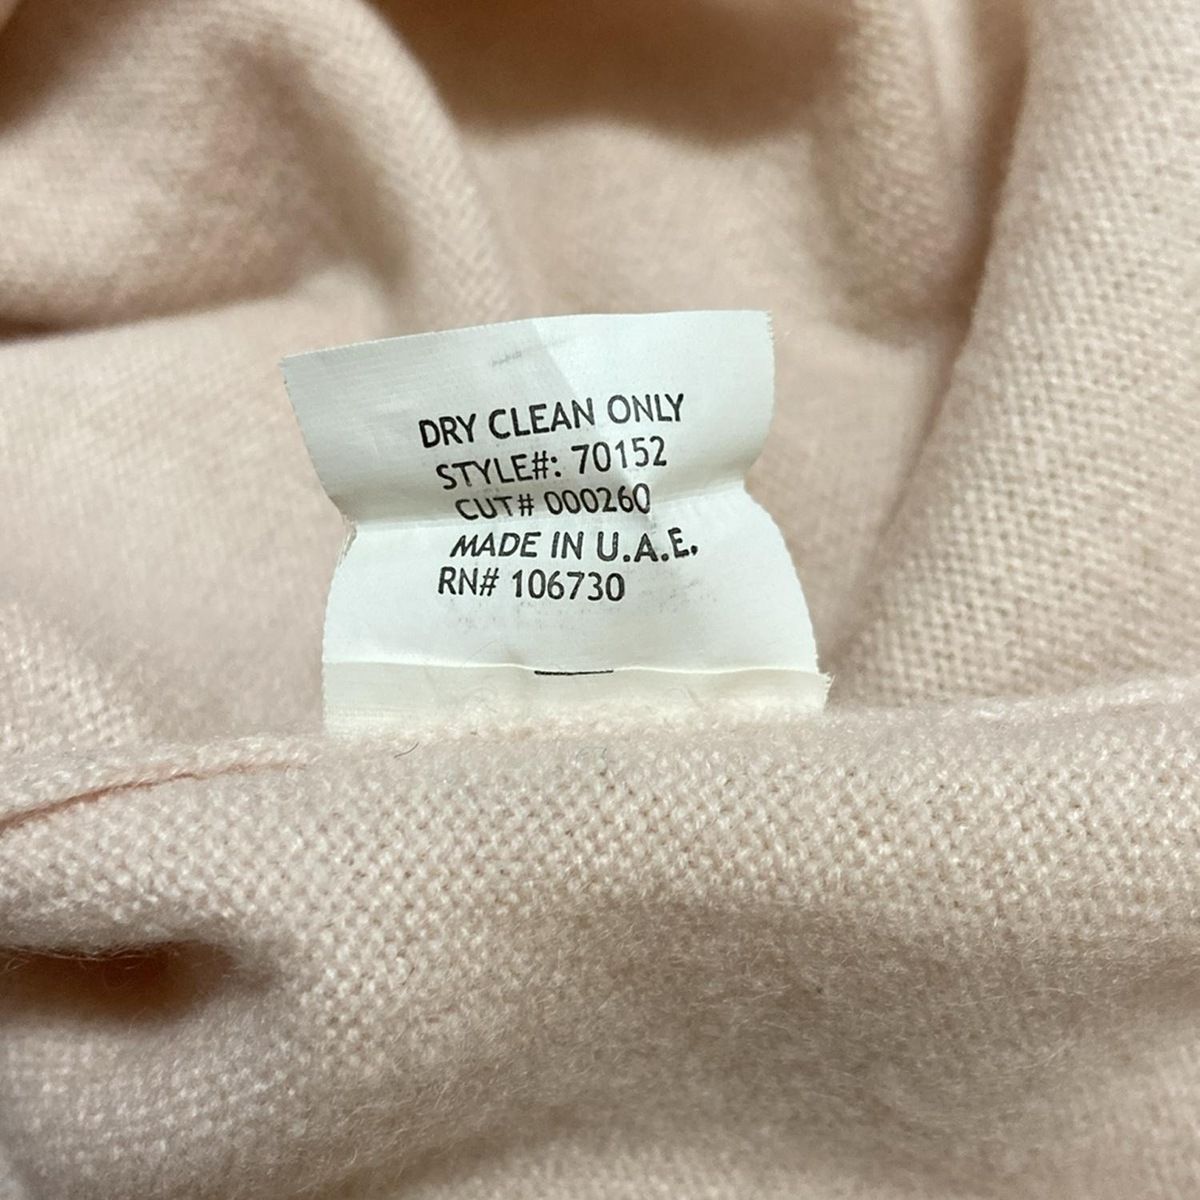 DRY CLEAN ONLY
STYLE#: 70152
CUT# 000260
MADE IN U.A.E.
RN# 106730